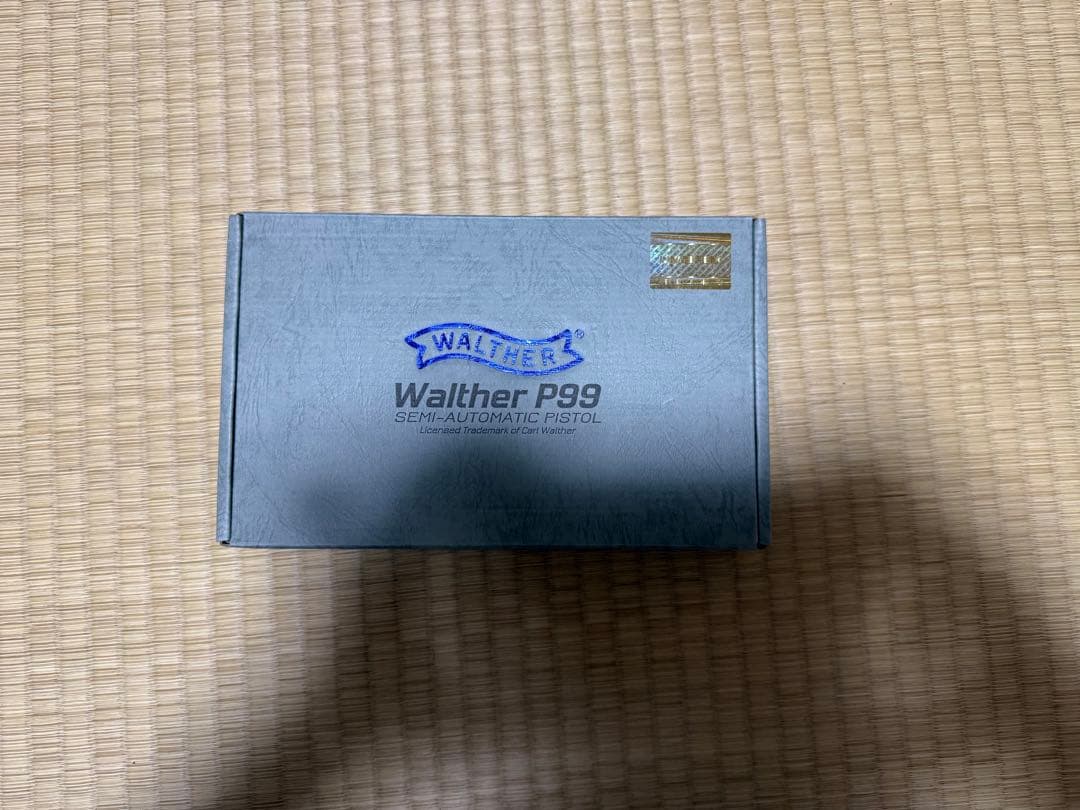 WALTHER®
Walther P99
SEMI-AUTOMATIC PISTOL
Licensed Trademark of Carl Walther